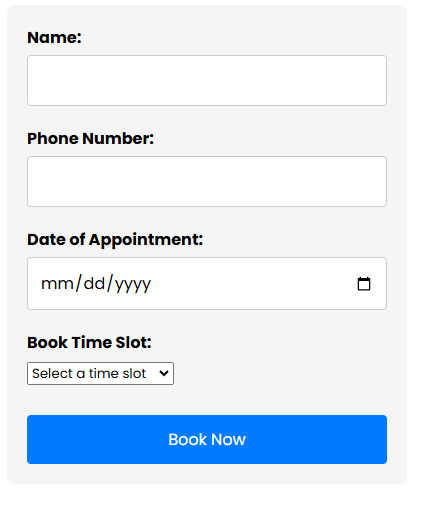 Name:
Phone Number:
Date of Appointment:
mm/dd/yyyy
Book Time Slot:
Select a time slot
Book Now